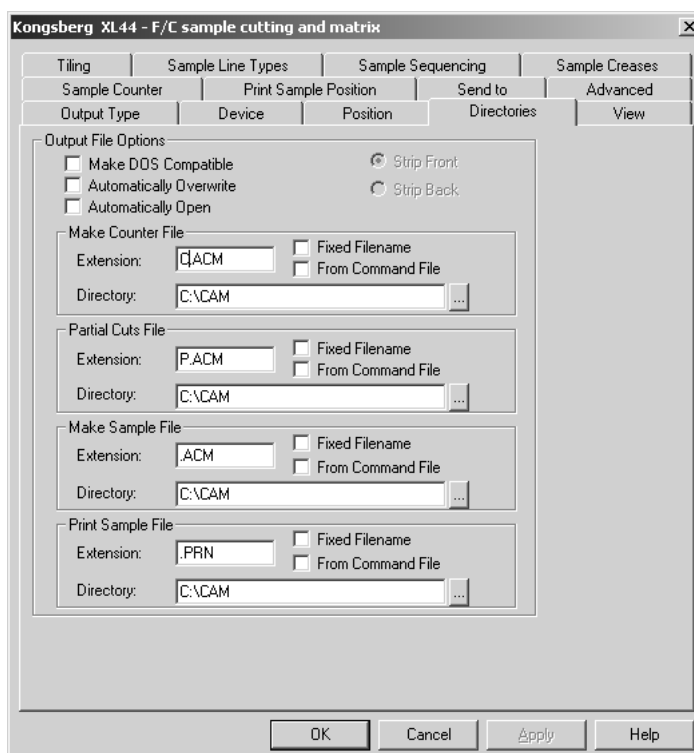 Kongsberg XL44 - F/C sample cutting and matrix
Tiling Sample Line Types Sample Sequencing Sample Creases
Sample Counter Print Sample Position Send to Advanced
Output Type Device Position Directories View
Output File Options
Make DOS Compatible Strip Front
Automatically Overwrite Strip Back
Automatically Open
Make Counter File
Extension: C.ACM Fixed Filename
From Command File
Directory: C:\CAM ...
Partial Cuts File
Extension: P.ACM Fixed Filename
From Command File
Directory: C:\CAM ...
Make Sample File
Extension: .ACM Fixed Filename
From Command File
Directory: C:\CAM ...
Print Sample File
Extension: .PRN Fixed Filename
From Command File
Directory: C:\CAM ...
OK Cancel Apply Help